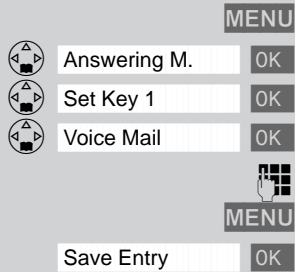 MENU
Answering M. OK
Set Key 1 OK
Voice Mail OK
MENU
Save Entry OK